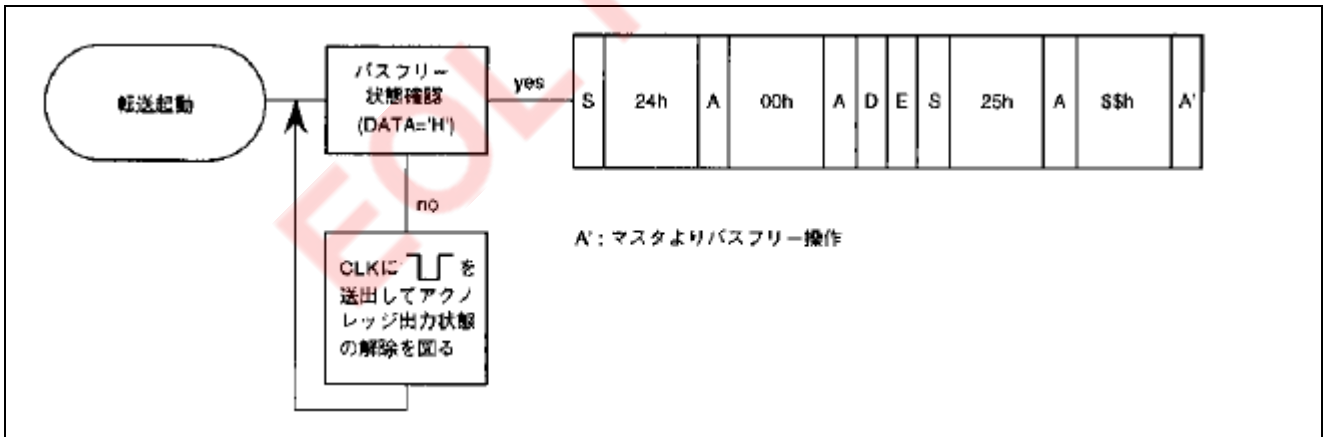 転送起動
バスフリー
状態確認
(DATA='H')
yes
S 24h A 00h A D E S 25h A $$h A'
no
A' : マスタよりバスフリー操作
CLKに を
送出してアクノ
レッジ出力状態
の解除を図る